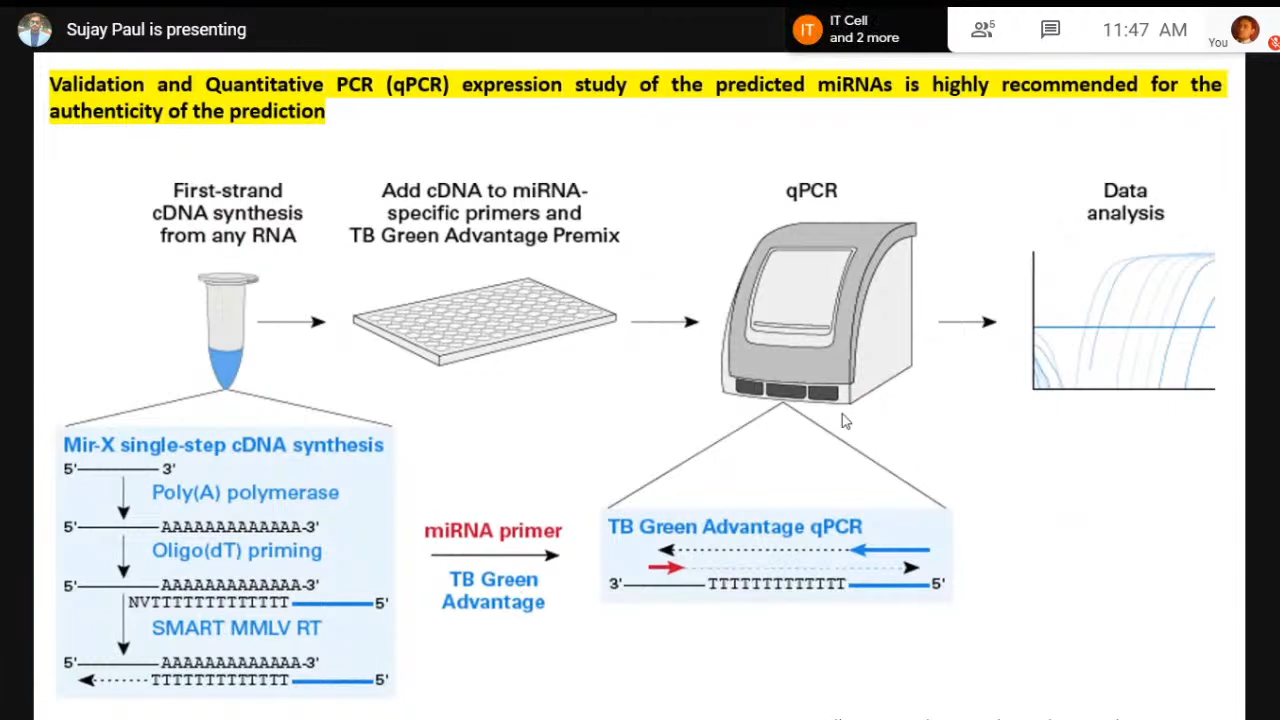 Sujay Paul is presenting
IT
IT Cell
and 2 more
5
11:47 AM
You
Validation and Quantitative PCR (qPCR) expression study of the predicted miRNAs is highly recommended for the
authenticity of the prediction
First-strand
cDNA synthesis
from any RNA
Add cDNA to miRNA-
specific primers and
TB Green Advantage Premix
qPCR
Data
analysis
Mir-X single-step cDNA synthesis
5' 3'
Poly(A) polymerase
5' AAAAAAAAAAAAA-3'
Oligo(dT) priming
5' AAAAAAAAAAAAA-3'
NVTTTTTTTTTTTTT 5'
SMART MMLV RT
5' AAAAAAAAAAAAA-3'
TTTTTTTTTTTTT 5'
miRNA primer
TB Green
Advantage
TB Green Advantage qPCR
3' TTTTTTTTTTTTT 5'